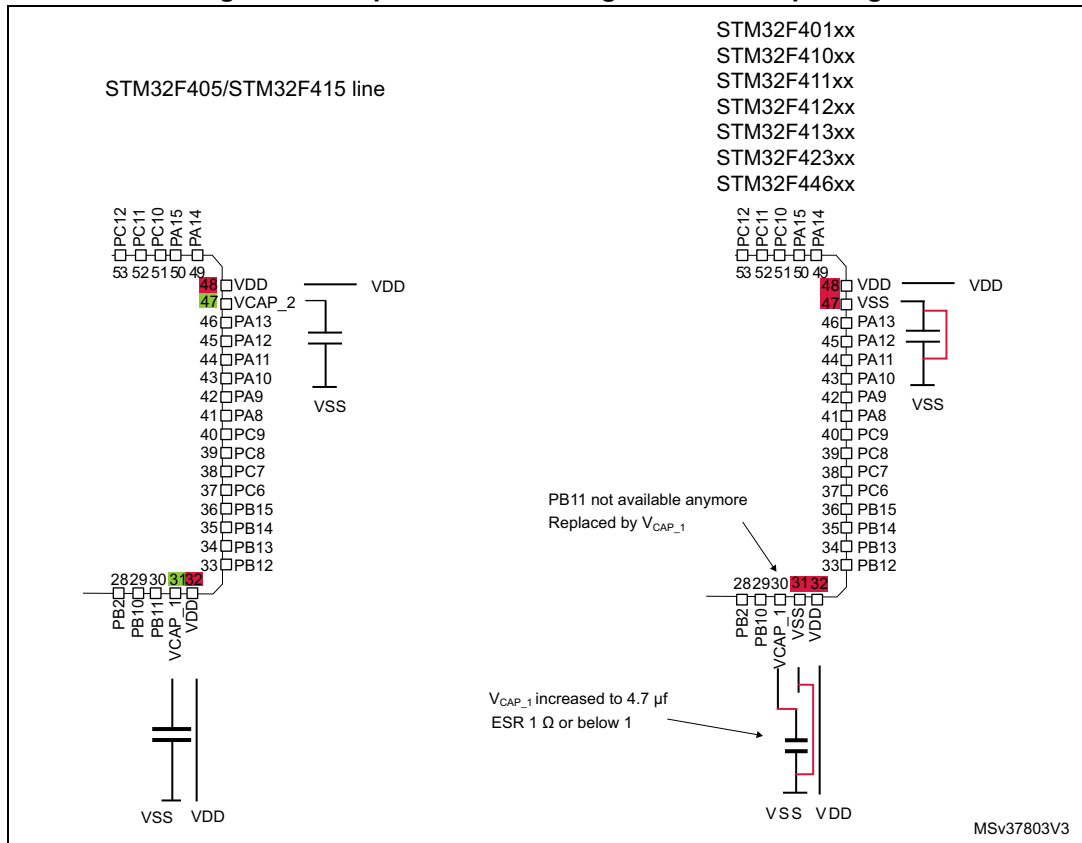 STM32F405/STM32F415 line
PC12
PC11
PC10
PA15
PA14
53 52 51 50 49
48 VDD
VDD
47 VCAP_2
46 PA13
45 PA12
44 PA11
43 PA10
42 PA9
41 PA8
40 PC9
39 PC8
38 PC7
37 PC6
36 PB15
35 PB14
34 PB13
33 PB12
VSS
28 29 30 31 32
PB2
PB10
PB11
VCAP_1
VDD
VSS VDD
STM32F401xx
STM32F410xx
STM32F411xx
STM32F412xx
STM32F413xx
STM32F423xx
STM32F446xx
PC12
PC11
PC10
PA15
PA14
53 52 51 50 49
48 VDD
VDD
47 VSS
46 PA13
45 PA12
44 PA11
43 PA10
42 PA9
41 PA8
40 PC9
39 PC8
38 PC7
37 PC6
36 PB15
35 PB14
34 PB13
33 PB12
VSS
PB11 not available anymore
Replaced by VCAP_1
28 29 30 31 32
PB2
PB10
VCAP_1
VSS
VDD
VCAP_1 increased to 4.7 µf
ESR 1 Ω or below 1
VSS VDD
MSv37803V3